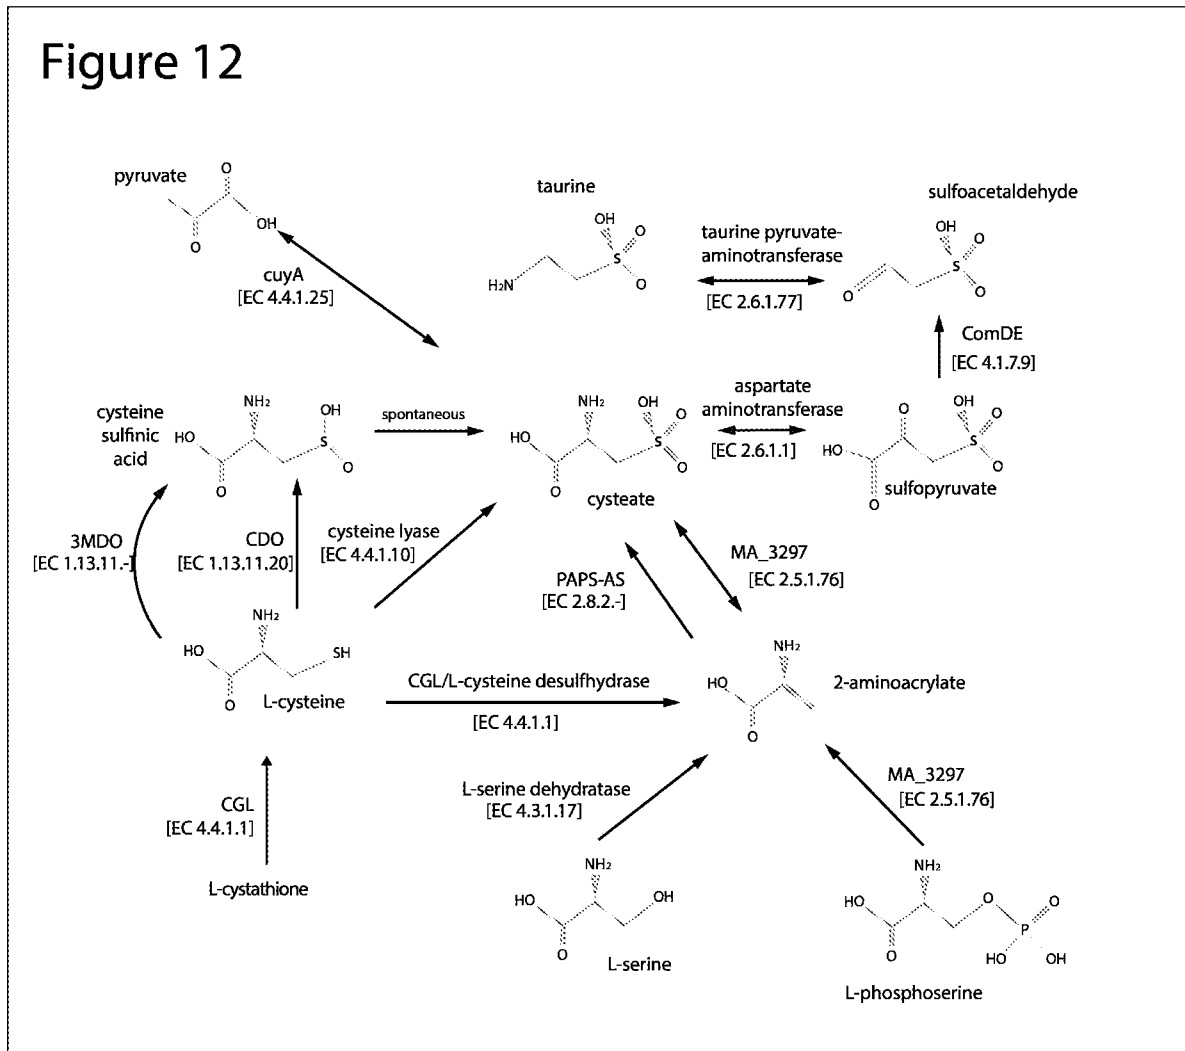 Figure 12
pyruvate
O
OH
O
cuyA
[EC 4.4.1.25]
taurine
OH
O
S
H₂N
O
taurine pyruvate-
aminotransferase
[EC 2.6.1.77]
sulfoacetaldehyde
OH
O
S
O
O
ComDE
[EC 4.1.7.9]
cysteine
sulfinic
acid
NH₂
OH
HO
S
O
O
spontaneous
NH₂
OH
O
HO
S
O
O
cysteate
aspartate
aminotransferase
[EC 2.6.1.1]
OH
O
O
S
HO
O
O
sulfopyruvate
3MDO
[EC 1.13.11.-]
CDO
[EC 1.13.11.20]
cysteine lyase
[EC 4.4.1.10]
PAPS-AS
[EC 2.8.2.-]
MA_3297
[EC 2.5.1.76]
NH₂
HO
SH
O
L-cysteine
CGL/L-cysteine desulfhydrase
[EC 4.4.1.1]
NH₂
HO
O
2-aminoacrylate
CGL
[EC 4.4.1.1]
L-cystathione
L-serine dehydratase
[EC 4.3.1.17]
MA_3297
[EC 2.5.1.76]
NH₂
HO
OH
O
L-serine
NH₂
HO
O
O
P
O
HO
OH
L-phosphoserine